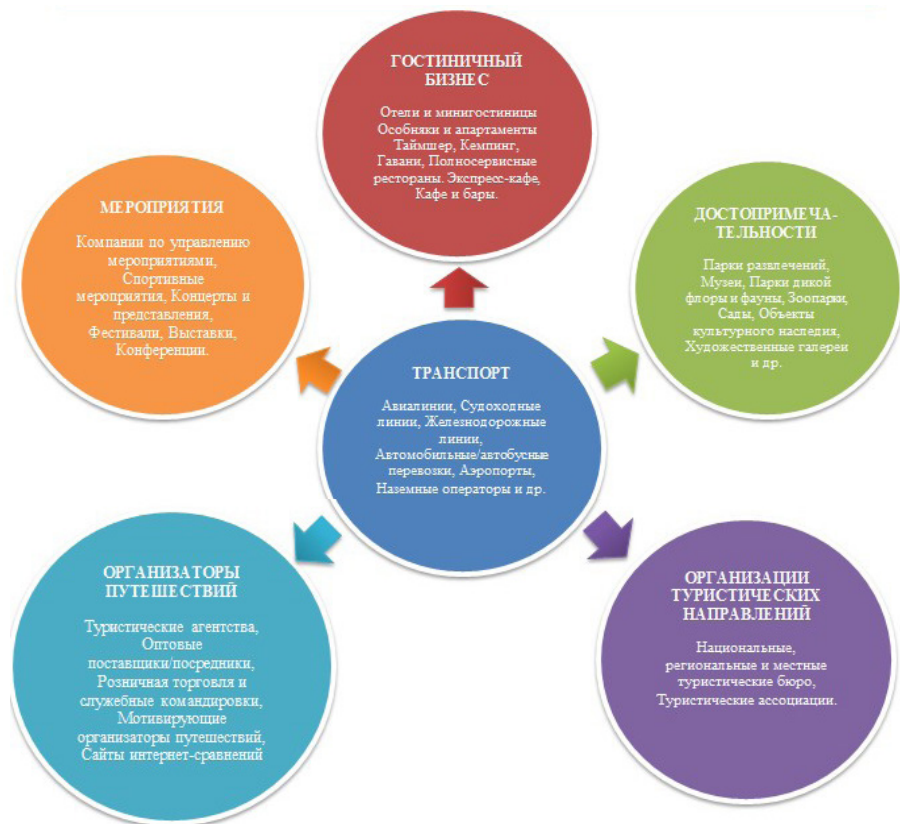 ГОСТИНИЧНЫЙ
БИЗНЕС
Отели и минигостиницы
Особняки и апартаменты
Таймшер, Кемпинг,
Гавани, Полносервисные
рестораны. Экспресс-кафе,
Кафе и бары.
МЕРОПРИЯТИЯ
Компании по управлению
мероприятиями,
Спортивные
мероприятия, Концерты и
представления,
Фестивали, Выставки,
Конференции.
ДОСТОПРИМЕЧА-
ТЕЛЬНОСТИ
Парки развлечений,
Музеи, Парки дикой
флоры и фауны, Зоопарки,
Сады, Объекты
культурного наследия,
Художественные галереи
и др.
ТРАНСПОРТ
Авиалинии, Судоходные
линии, Железнодорожные
линии,
Автомобильные/автобусные
перевозки, Аэропорты,
Наземные операторы и др.
ОРГАНИЗАТОРЫ
ПУТЕШЕСТВИЙ
Туристические агентства,
Оптовые
поставщики/посредники,
Розничная торговля и
служебные командировки,
Мотивирующие
организаторы путешествий,
Сайты интернет-сравнений
ОРГАНИЗАЦИИ
ТУРИСТИЧЕСКИХ
НАПРАВЛЕНИЙ
Национальные,
региональные и местные
туристические бюро,
Туристические ассоциации.